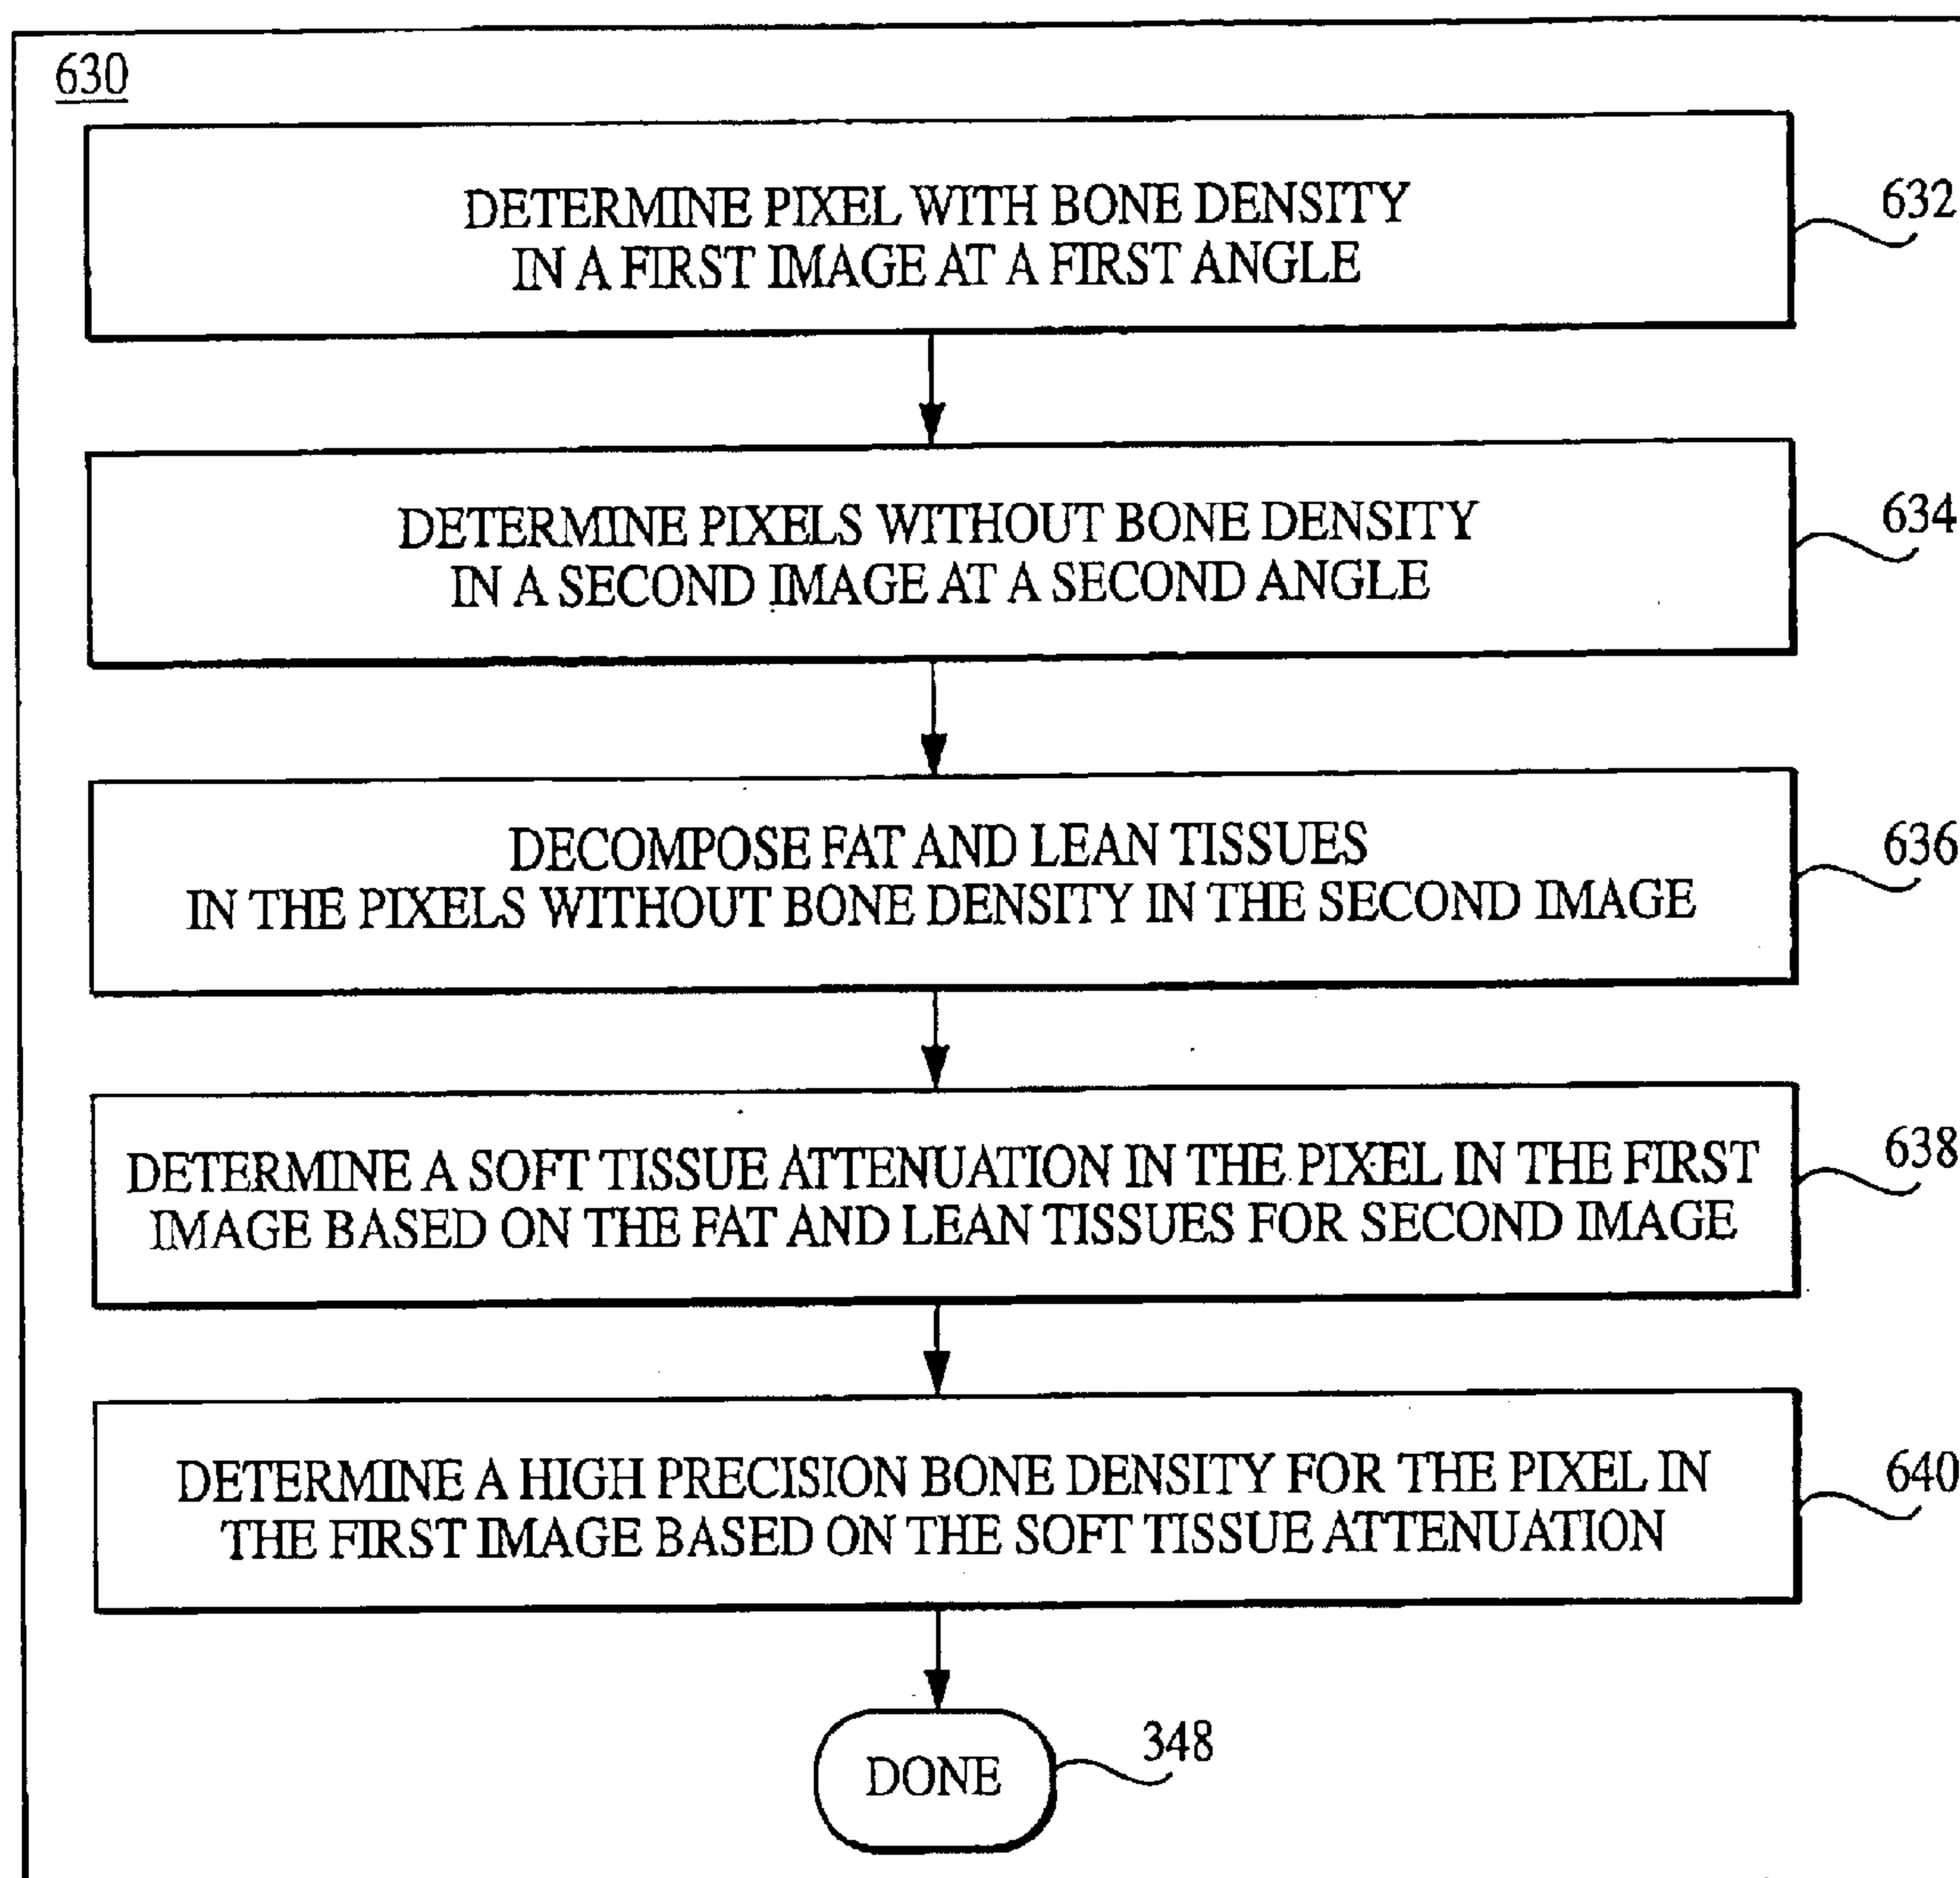 630
DETERMINE PIXEL WITH BONE DENSITY
IN A FIRST IMAGE AT A FIRST ANGLE
632
DETERMINE PIXELS WITHOUT BONE DENSITY
IN A SECOND IMAGE AT A SECOND ANGLE
634
DECOMPOSE FAT AND LEAN TISSUES
IN THE PIXELS WITHOUT BONE DENSITY IN THE SECOND IMAGE
636
DETERMINE A SOFT TISSUE ATTENUATION IN THE PIXEL IN THE FIRST
IMAGE BASED ON THE FAT AND LEAN TISSUES FOR SECOND IMAGE
638
DETERMINE A HIGH PRECISION BONE DENSITY FOR THE PIXEL IN
THE FIRST IMAGE BASED ON THE SOFT TISSUE ATTENUATION
640
DONE
348